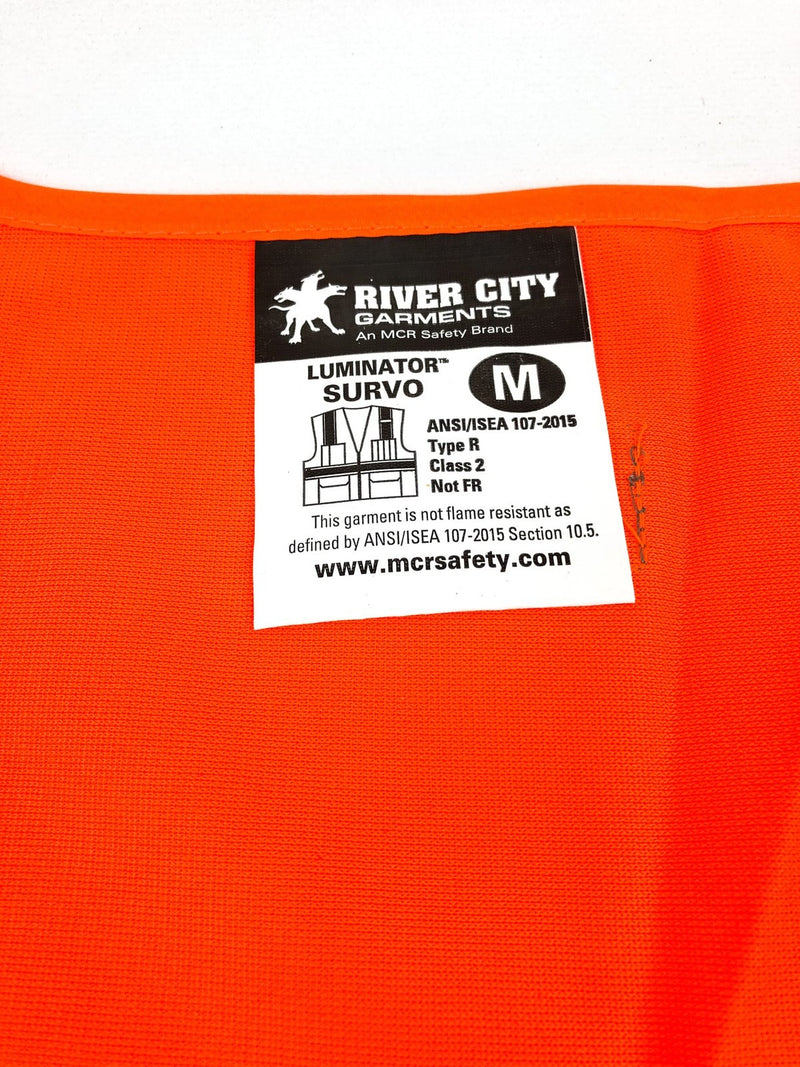 RIVER CITY
GARMENTS
An MCR Safety Brand
LUMINATOR™
SURVO
M
ANSI/ISEA 107-2015
Type R
Class 2
Not FR
This garment is not flame resistant as
defined by ANSI/ISEA 107-2015 Section 10.5.
www.mcrsafety.com